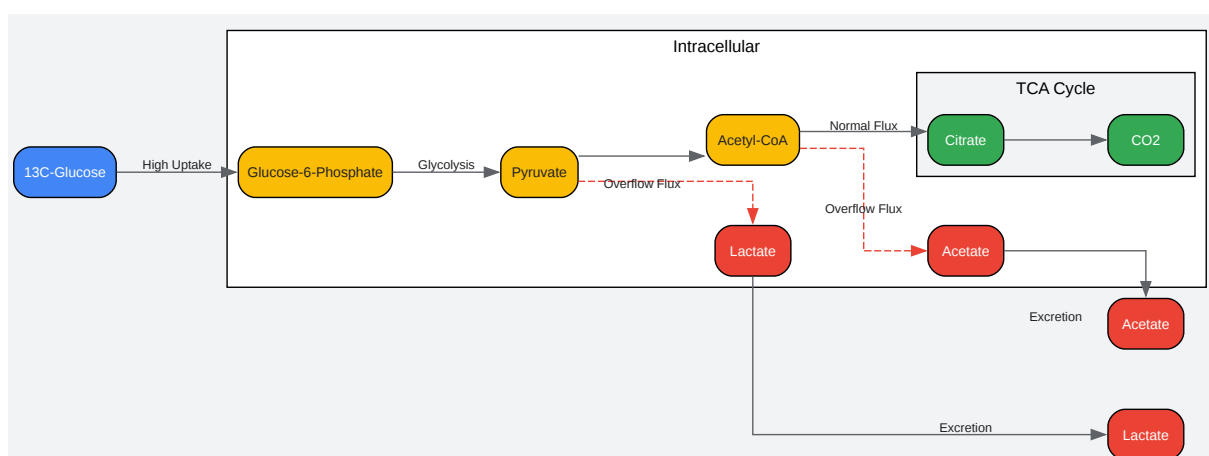 Intracellular
TCA Cycle
13C-Glucose
High Uptake
Glucose-6-Phosphate
Glycolysis
Pyruvate
Overflow Flux
Acetyl-CoA
Normal Flux
Citrate
CO2
Overflow Flux
Lactate
Acetate
Excretion
Acetate
Excretion
Lactate